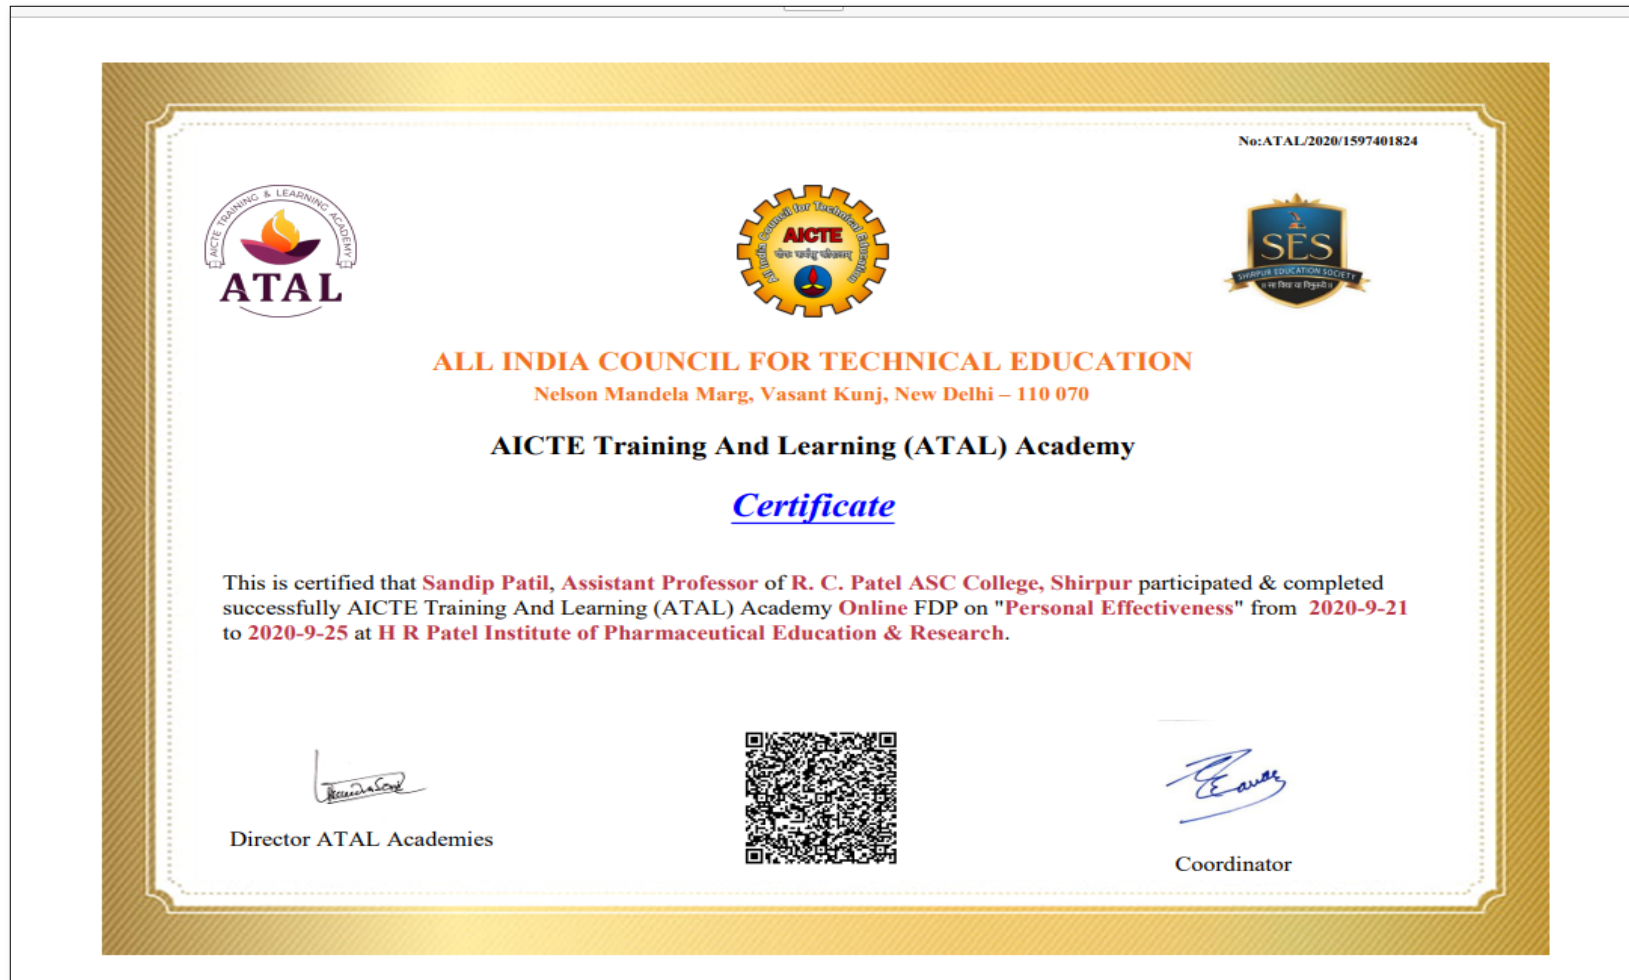 No:ATAL/2020/1597401824
AICTE TRAINING & LEARNING ACADEMY
ATAL
All India Council for Technical Education
AICTE
SES
SHIRPUR EDUCATION SOCIETY
ALL INDIA COUNCIL FOR TECHNICAL EDUCATION
Nelson Mandela Marg, Vasant Kunj, New Delhi – 110 070
AICTE Training And Learning (ATAL) Academy
Certificate
This is certified that Sandip Patil, Assistant Professor of R. C. Patel ASC College, Shirpur participated & completed
successfully AICTE Training And Learning (ATAL) Academy Online FDP on "Personal Effectiveness" from 2020-9-21
to 2020-9-25 at H R Patel Institute of Pharmaceutical Education & Research.
Director ATAL Academies
Coordinator